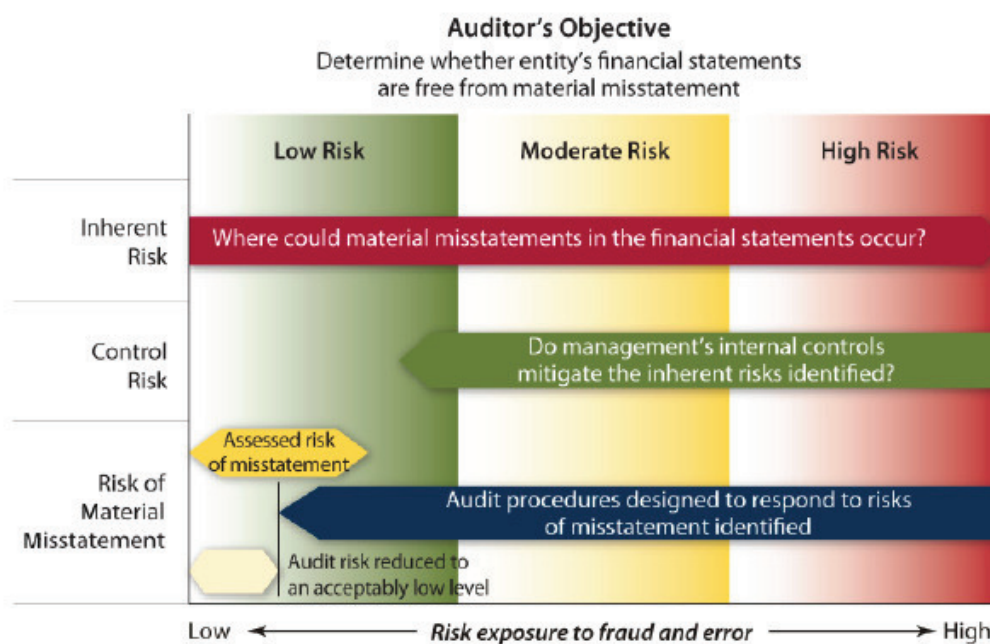 Auditor's Objective
Determine whether entity's financial statements
are free from material misstatement
Low Risk
Moderate Risk
High Risk
Inherent
Risk
Where could material misstatements in the financial statements occur?
Control
Risk
Do management's internal controls
mitigate the inherent risks identified?
Risk of
Material
Misstatement
Assessed risk
of misstatement
Audit procedures designed to respond to risks
of misstatement identified
Audit risk reduced to
an acceptably low level
Low
Risk exposure to fraud and error
High